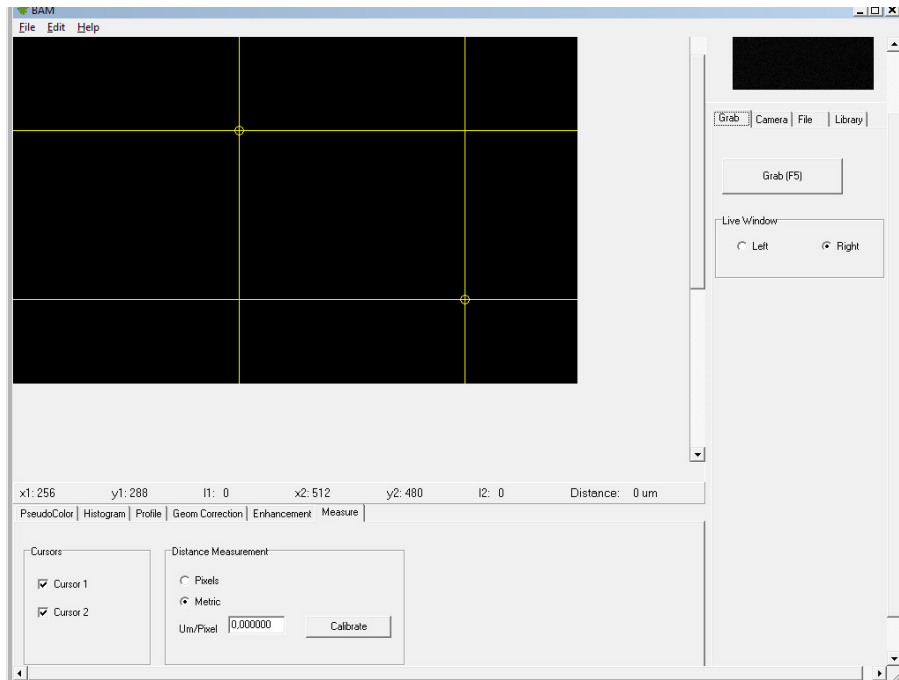 BAM
File Edit Help
Grab Camera File Library
Grab (F5)
Live Window
Left Right
x1: 256 y1: 288 I1: 0 x2: 512 y2: 480 I2: 0 Distance: 0 um
PseudoColor Histogram Profile Geom Correction Enhancement Measure
Cursors
Cursor 1
Cursor 2
Distance Measurement
Pixels
Metric
Um/Pixel 0,000000 Calibrate